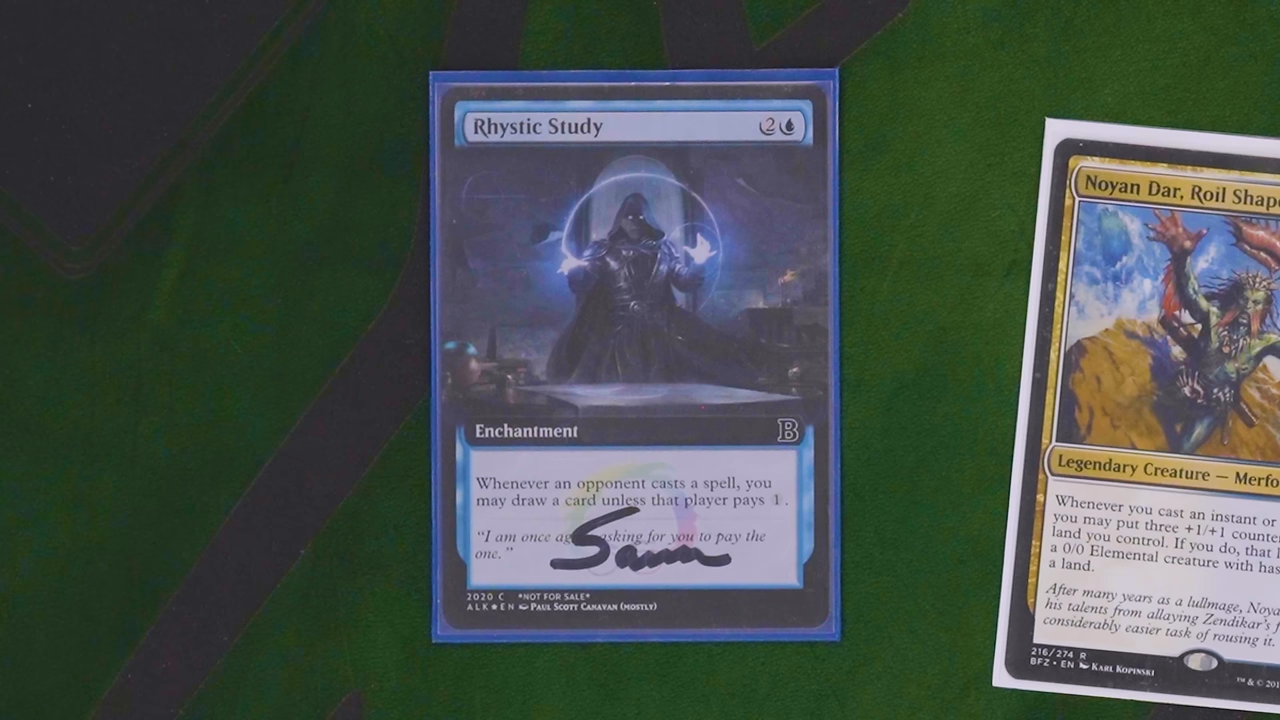 Rhystic Study 2
Enchantment B
Whenever an opponent casts a spell, you
may draw a card unless that player pays 1.
"I am once ag asking for you to pay the
one."
2020 C *NOT FOR SALE*
ALK★EN PAUL SCOTT CANAVAN (MOSTLY)
Noyan Dar, Roil Shap
Legendary Creature — Merfo
Whenever you cast an instant or
you may put three +1/+1 counte
land you control. If you do, that
a 0/0 Elemental creature with has
a land.
After many years as a lullmage, Noya
his talents from allaying Zendikar's f
considerably easier task of rousing it.
216/274 R
BFZ • EN KARL KOPINSKI
™ & © 201